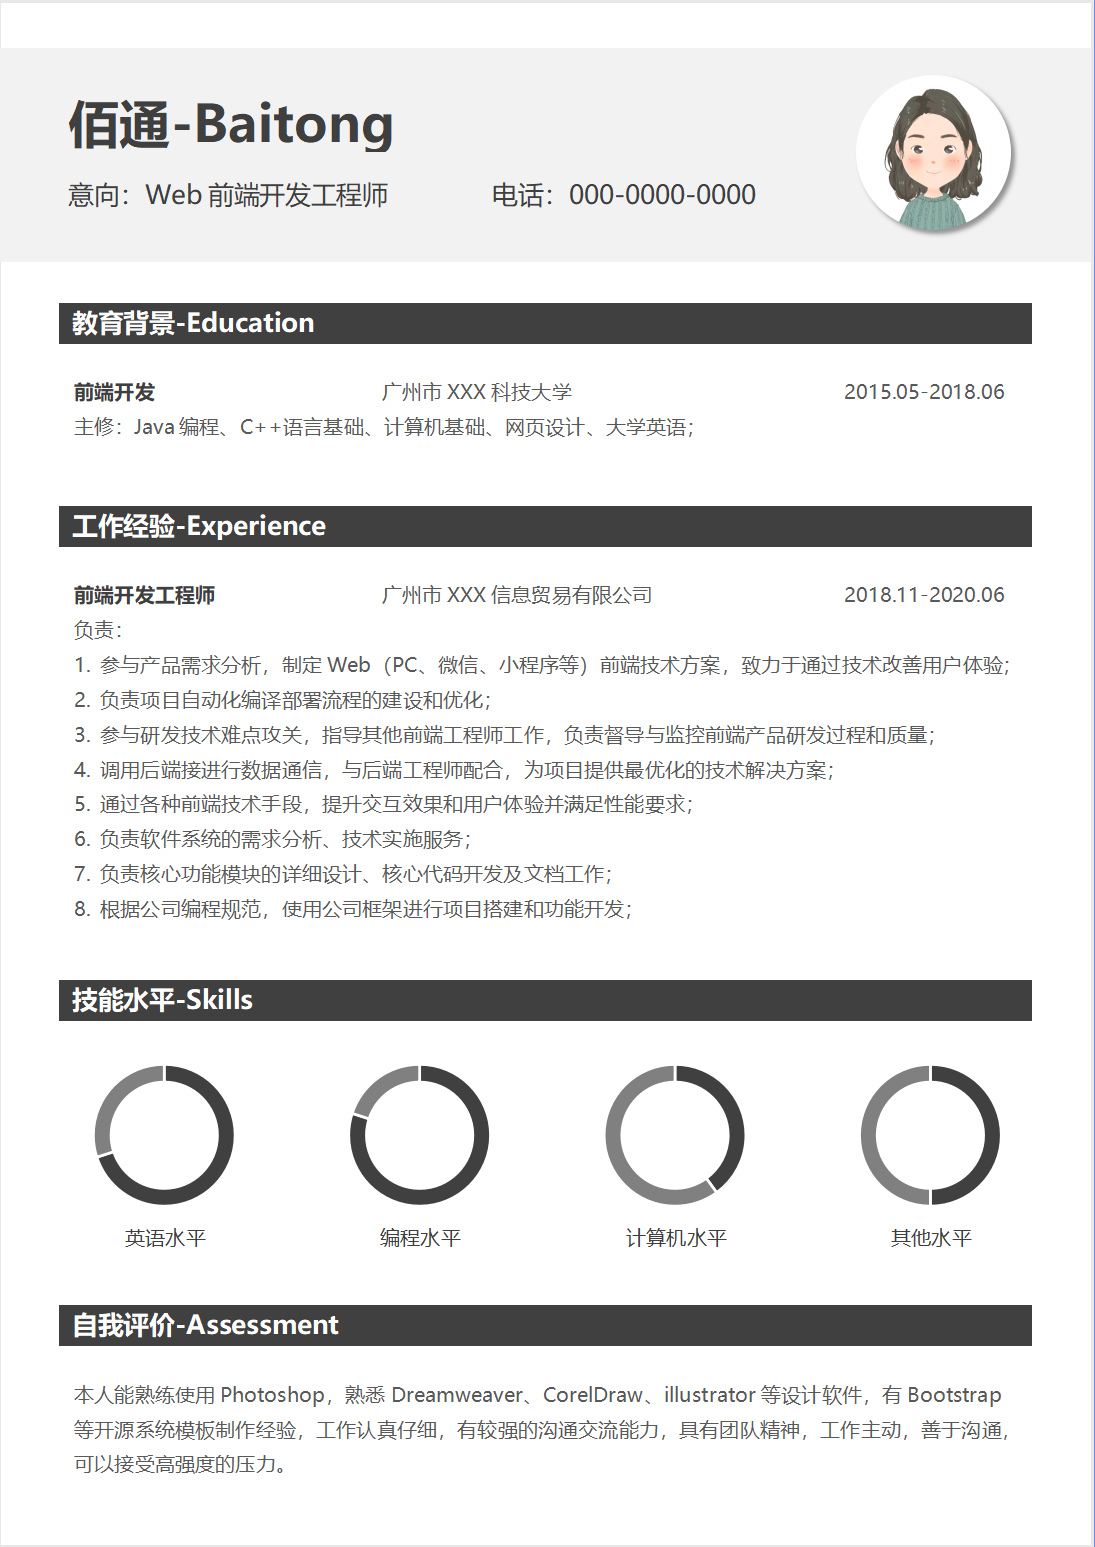 佰通-Baitong
意向：Web 前端开发工程师 电话：000-0000-0000
教育背景-Education
前端开发 广州市 XXX 科技大学 2015.05-2018.06
主修：Java 编程、C++语言基础、计算机基础、网页设计、大学英语；
工作经验-Experience
前端开发工程师 广州市 XXX 信息贸易有限公司 2018.11-2020.06
负责：
1. 参与产品需求分析，制定 Web（PC、微信、小程序等）前端技术方案，致力于通过技术改善用户体验；
2. 负责项目自动化编译部署流程的建设和优化；
3. 参与研发技术难点攻关，指导其他前端工程师工作，负责督导与监控前端产品研发过程和质量；
4. 调用后端接进行数据通信，与后端工程师配合，为项目提供最优化的技术解决方案；
5. 通过各种前端技术手段，提升交互效果和用户体验并满足性能要求；
6. 负责软件系统的需求分析、技术实施服务；
7. 负责核心功能模块的详细设计、核心代码开发及文档工作；
8. 根据公司编程规范，使用公司框架进行项目搭建和功能开发；
技能水平-Skills
英语水平 编程水平 计算机水平 其他水平
自我评价-Assessment
本人能熟练使用 Photoshop，熟悉 Dreamweaver、CorelDraw、illustrator 等设计软件，有 Bootstrap
等开源系统模板制作经验，工作认真仔细，有较强的沟通交流能力，具有团队精神，工作主动，善于沟通，
可以接受高强度的压力。